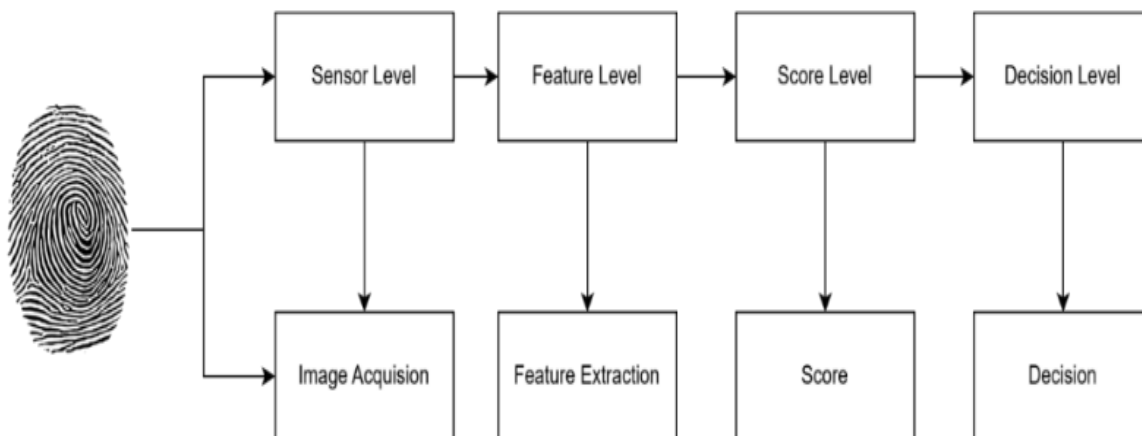 Sensor Level
Feature Level
Score Level
Decision Level
Image Acquision
Feature Extraction
Score
Decision